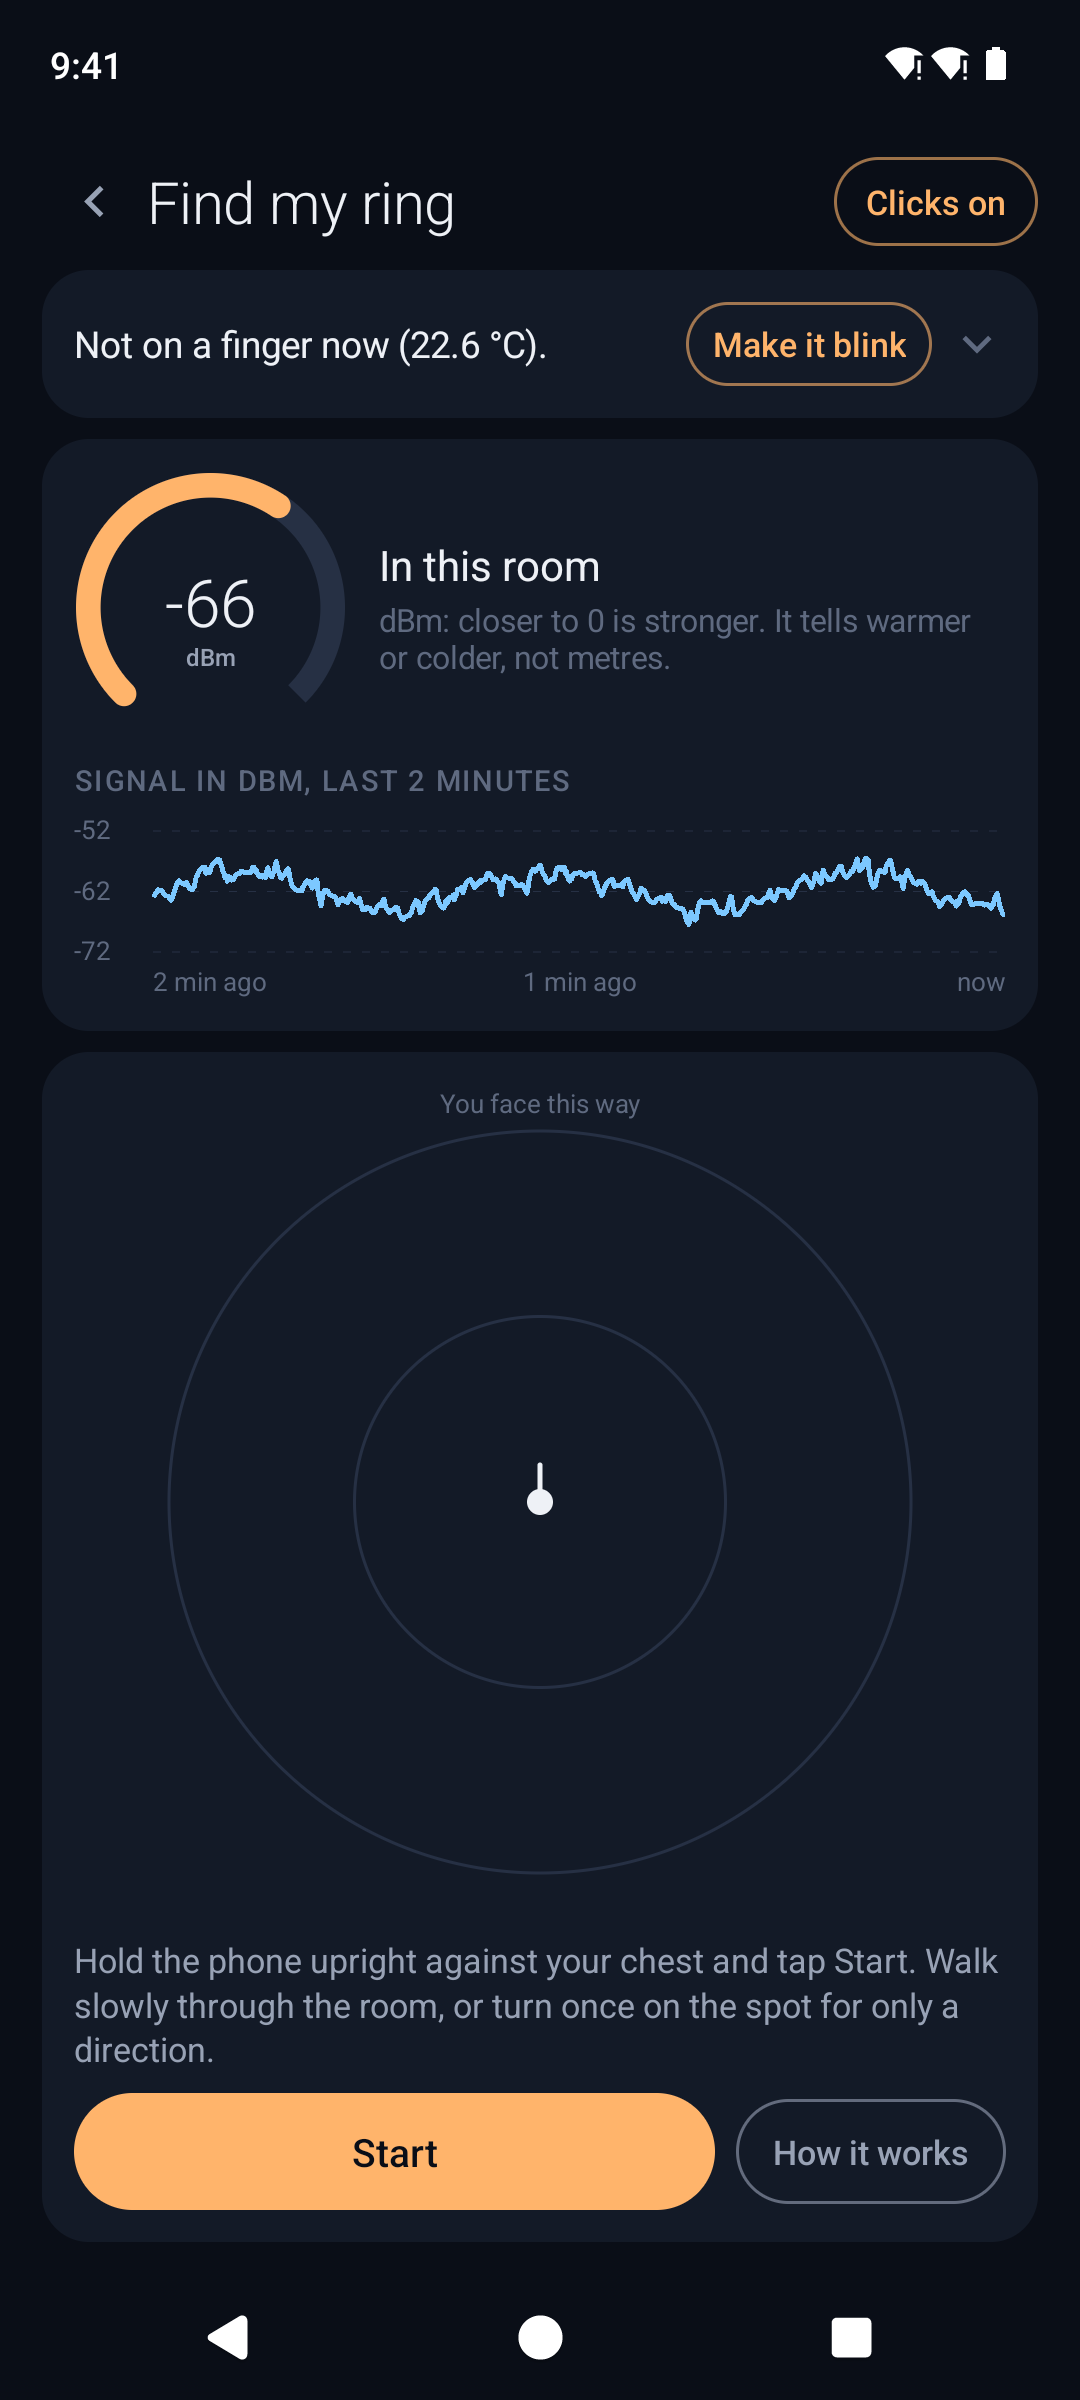 9:41
Find my ring
Clicks on
Not on a finger now (22.6 °C).
Make it blink
-66
dBm
In this room
dBm: closer to 0 is stronger. It tells warmer
or colder, not metres.
SIGNAL IN DBM, LAST 2 MINUTES
-52
-62
-72
2 min ago
1 min ago
now
You face this way
Hold the phone upright against your chest and tap Start. Walk
slowly through the room, or turn once on the spot for only a
direction.
Start
How it works